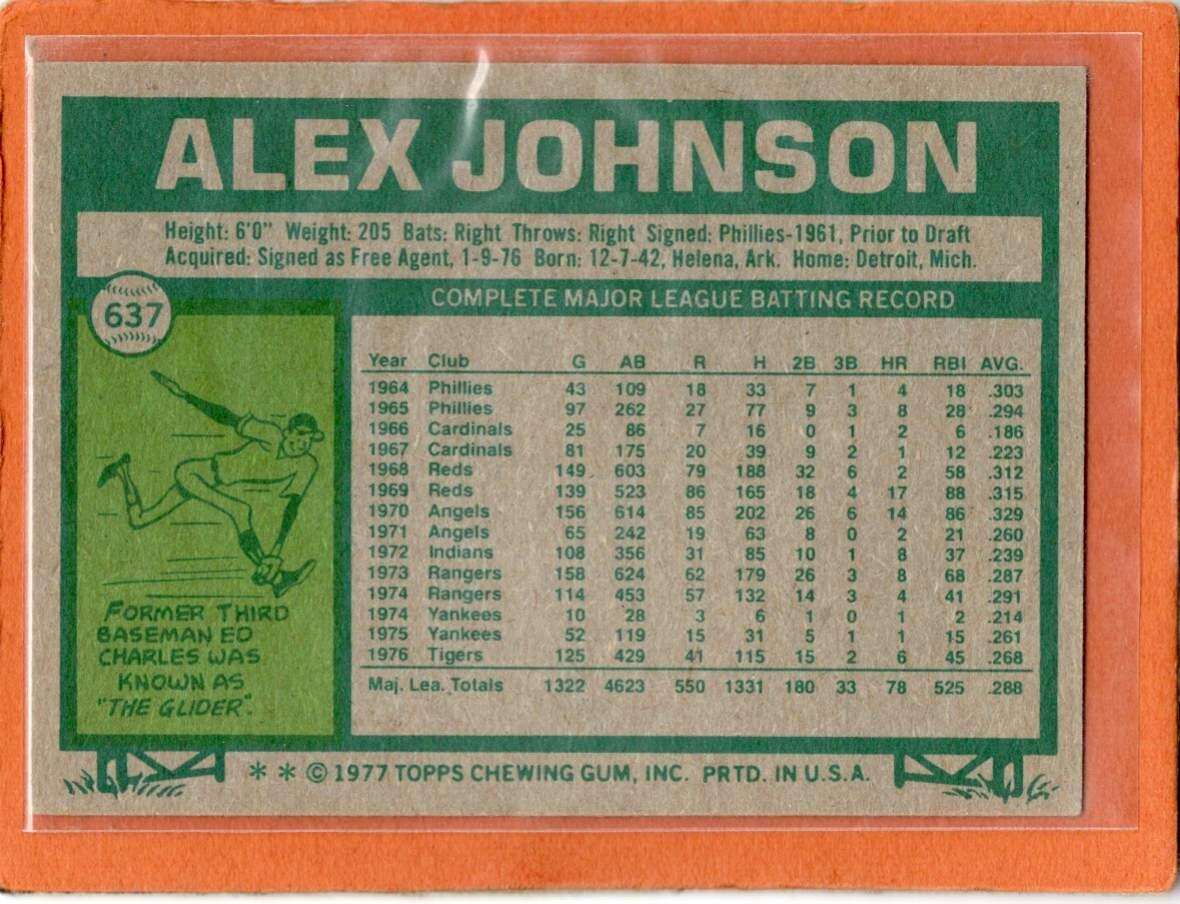 ALEX JOHNSON
Height: 6'0" Weight: 205 Bats: Right Throws: Right Signed: Phillies-1961, Prior to Draft
Acquired: Signed as Free Agent, 1-9-76 Born: 12-7-42, Helena, Ark. Home: Detroit, Mich.
637
COMPLETE MAJOR LEAGUE BATTING RECORD
Year Club G AB R H 2B 3B HR RBI AVG.
1964 Phillies 43 109 18 33 7 1 4 18 .303
1965 Phillies 97 262 27 77 9 3 8 28 .294
1966 Cardinals 25 86 7 16 0 1 2 6 .186
1967 Cardinals 81 175 20 39 9 2 1 12 .223
1968 Reds 149 603 79 188 32 6 2 58 .312
1969 Reds 139 523 86 165 18 4 17 88 .315
1970 Angels 156 614 85 202 26 6 14 86 .329
1971 Angels 65 242 19 63 8 0 2 21 .260
1972 Indians 108 356 31 85 10 1 8 37 .239
1973 Rangers 158 624 62 179 26 3 8 68 .287
1974 Rangers 114 453 57 132 14 3 4 41 .291
1974 Yankees 10 28 3 6 1 0 1 2 .214
1975 Yankees 52 119 15 31 5 1 1 15 .261
1976 Tigers 125 429 41 115 15 2 6 45 .268
Maj. Lea. Totals 1322 4623 550 1331 180 33 78 525 .288
FORMER THIRD
BASEMAN ED
CHARLES WAS
KNOWN AS
"THE GLIDER".
* * © 1977 TOPPS CHEWING GUM, INC. PRTD. IN U.S.A.